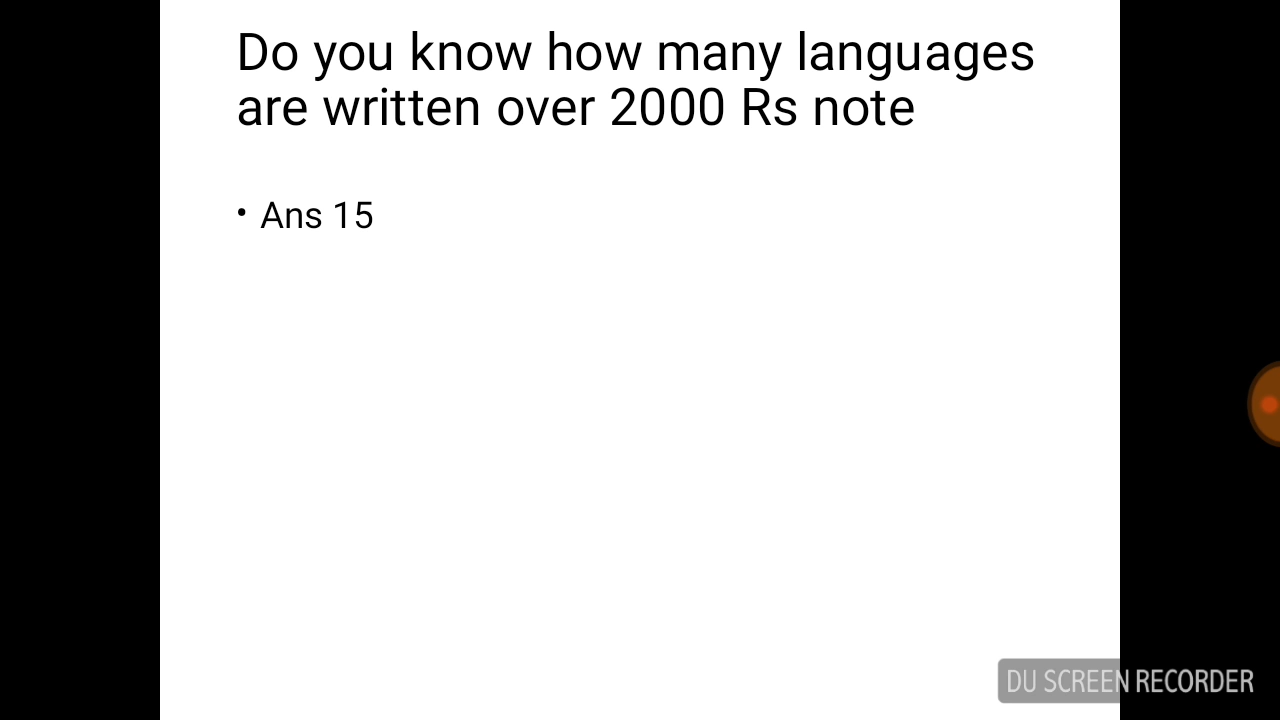 Do you know how many languages
are written over 2000 Rs note
• Ans 15
DU SCREEN RECORDER